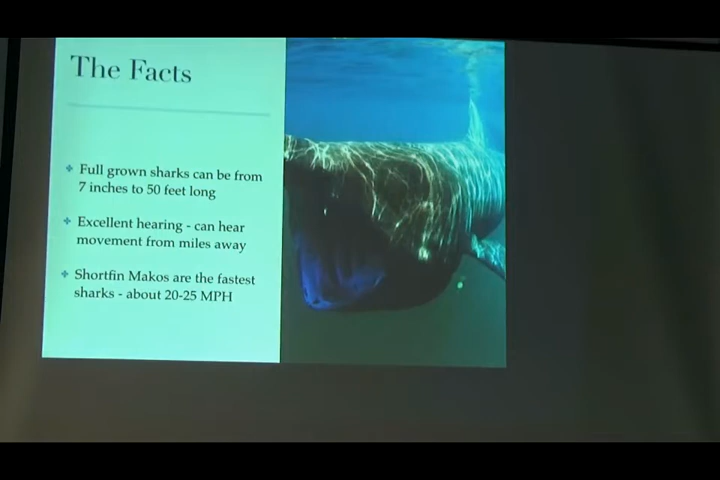 The Facts
Full grown sharks can be from
7 inches to 50 feet long
Excellent hearing - can hear
movement from miles away
Shortfin Makos are the fastest
sharks - about 20-25 MPH